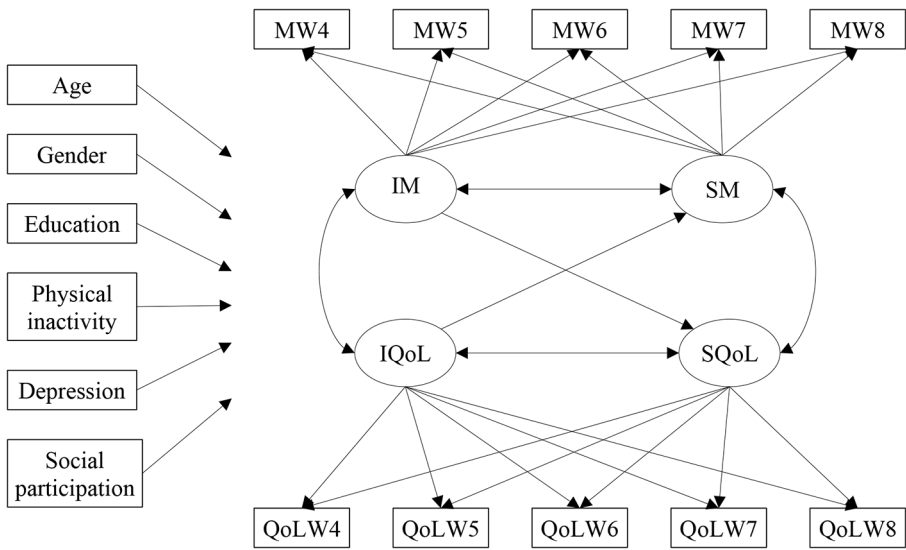 MW4
MW5
MW6
MW7
MW8
Age
Gender
Education
Physical
inactivity
Depression
Social
participation
IM
SM
IQoL
SQoL
QoLW4
QoLW5
QoLW6
QoLW7
QoLW8